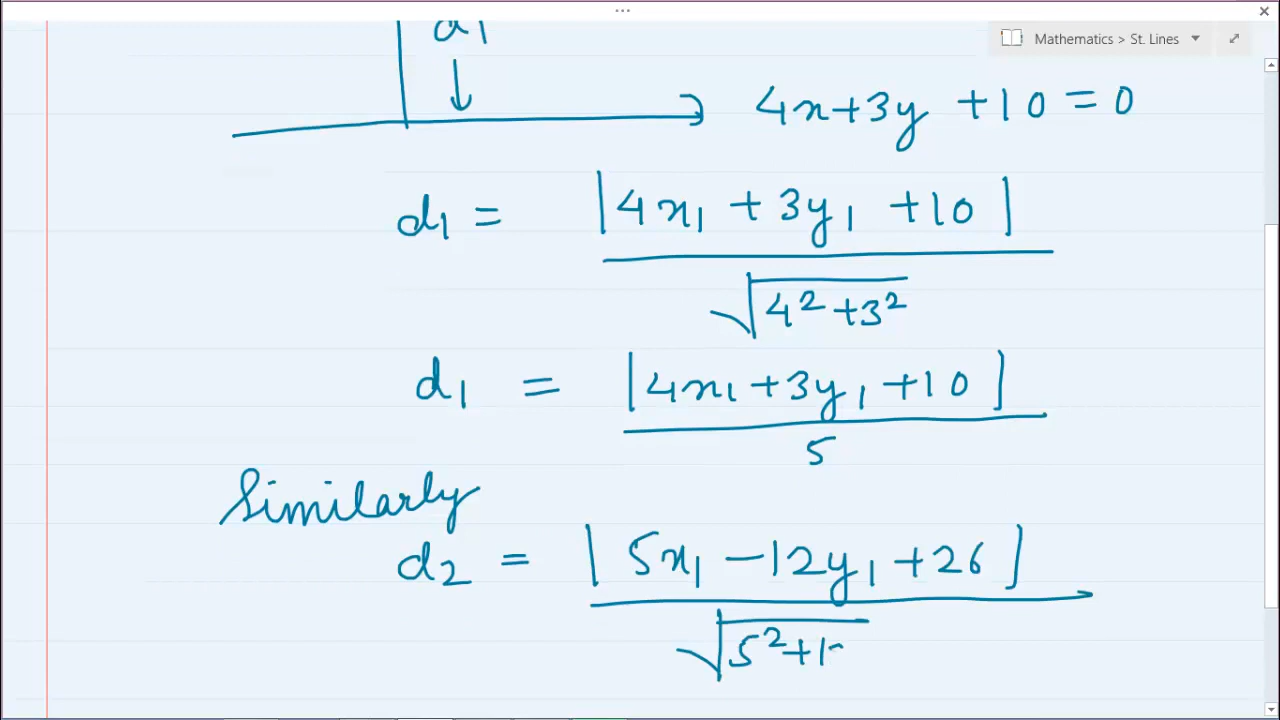 ...
Mathematics > St. Lines
d1
4x+3y +10 = 0
d1 = |4x1 + 3y1 + 10|
√4²+3²
d1 = |4x1+3y1+10|
5
Similarly
d2 = |5x1 -12y1 +26|
√5²+1